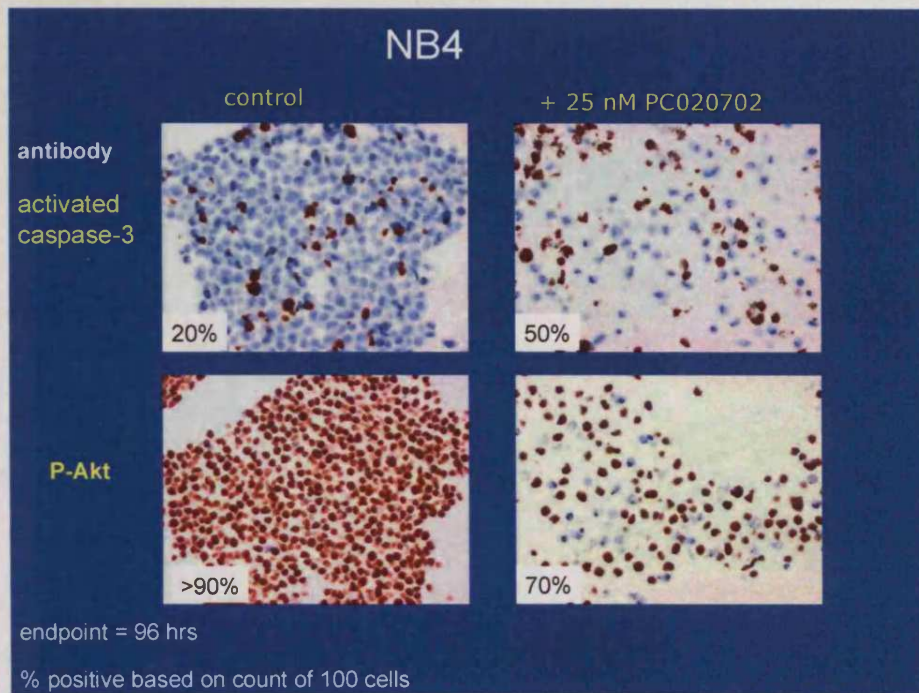 NB4
control
+ 25 nM PC020702
antibody
activated
caspase-3
20%
50%
P-Akt
>90%
70%
endpoint = 96 hrs
% positive based on count of 100 cells